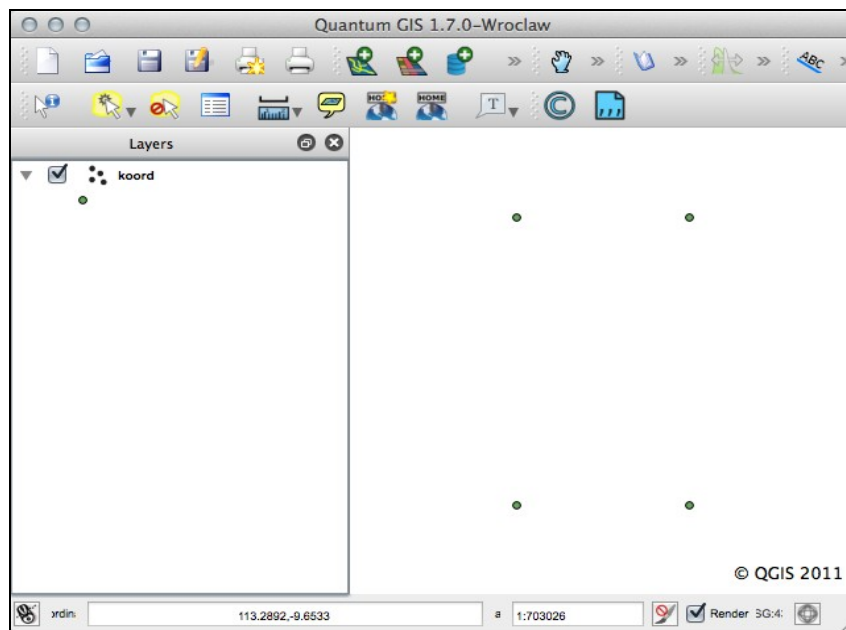 Quantum GIS 1.7.0-Wroclaw
ABC
HOME
T
Layers
koord
© QGIS 2011
113.2892,-9.6533
a
1:703026
Render